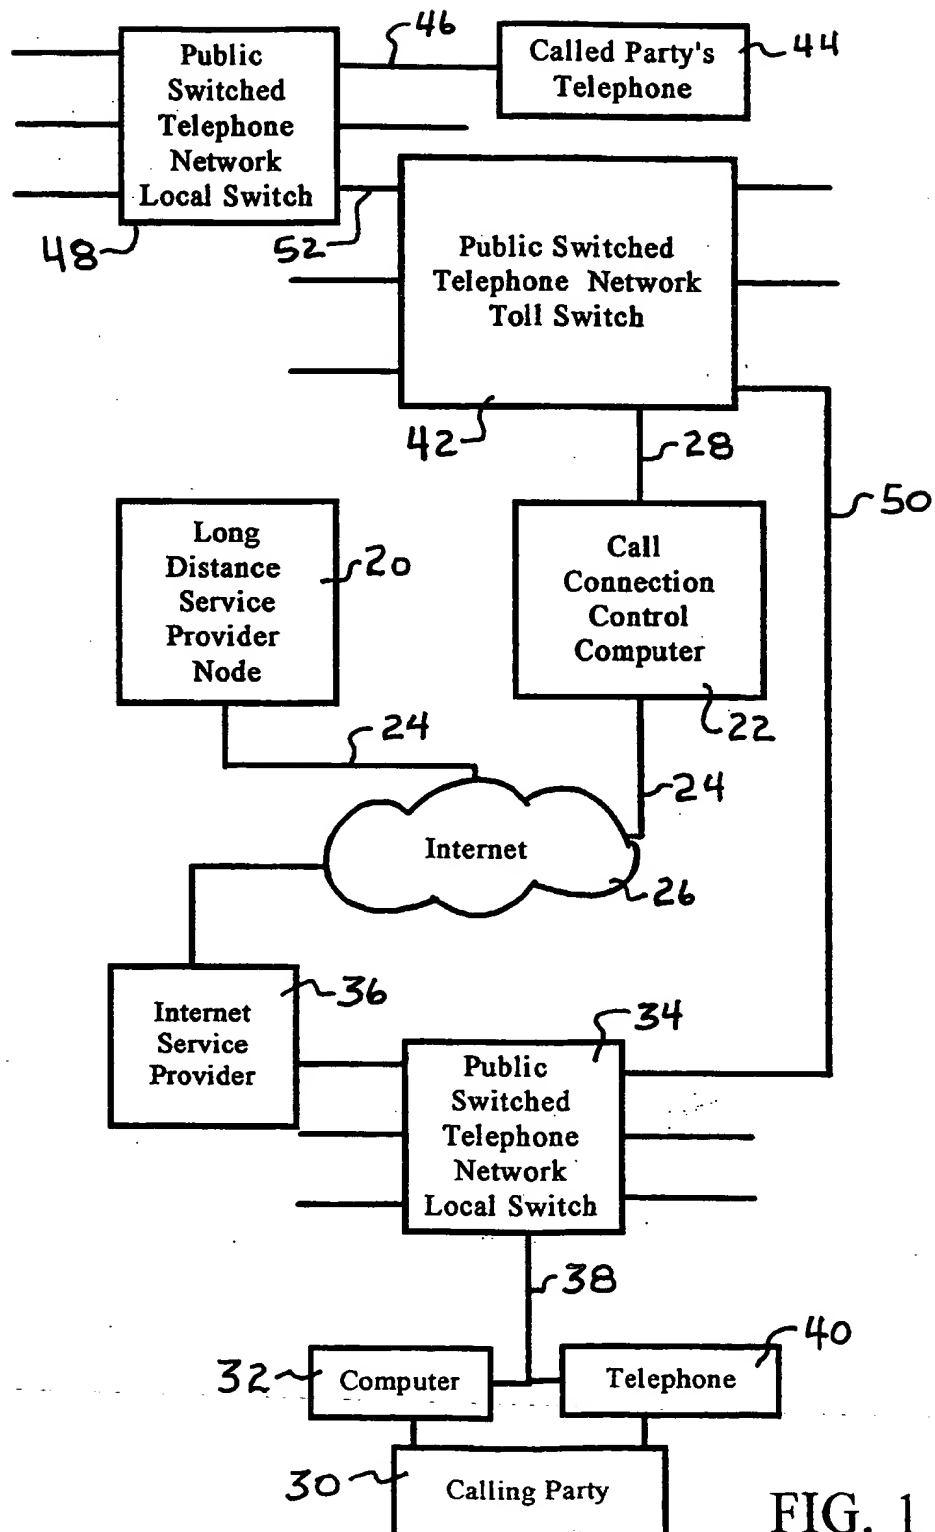 46
Public
Switched
Telephone
Network
Local Switch
Called Party's
Telephone
44
48
52
Public Switched
Telephone Network
Toll Switch
42
28
50
Long
Distance
Service
Provider
Node
20
Call
Connection
Control
Computer
22
24
24
Internet
26
Internet
Service
Provider
36
34
Public
Switched
Telephone
Network
Local Switch
38
32
Computer
Telephone
40
30
Calling Party
FIG. 1